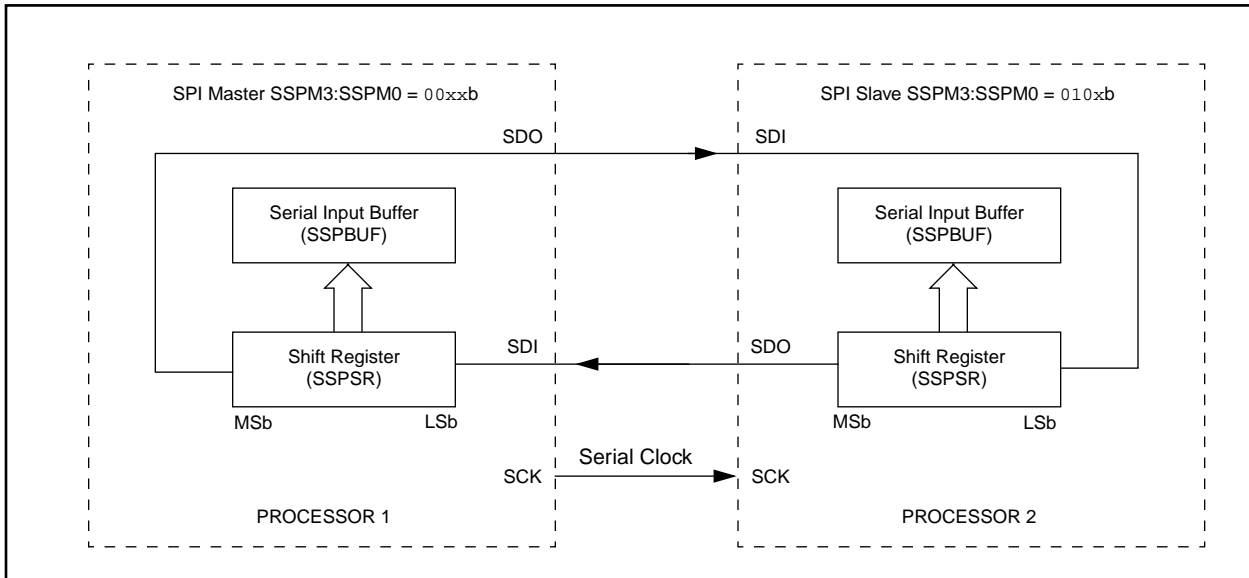 SPI Master SSPM3:SSPM0 = 00xxb
SPI Slave SSPM3:SSPM0 = 010xb
SDO
SDI
Serial Input Buffer
(SSPBUF)
Serial Input Buffer
(SSPBUF)
Shift Register
(SSPSR)
SDI
SDO
Shift Register
(SSPSR)
MSb
LSb
MSb
LSb
SCK
Serial Clock
SCK
PROCESSOR 1
PROCESSOR 2